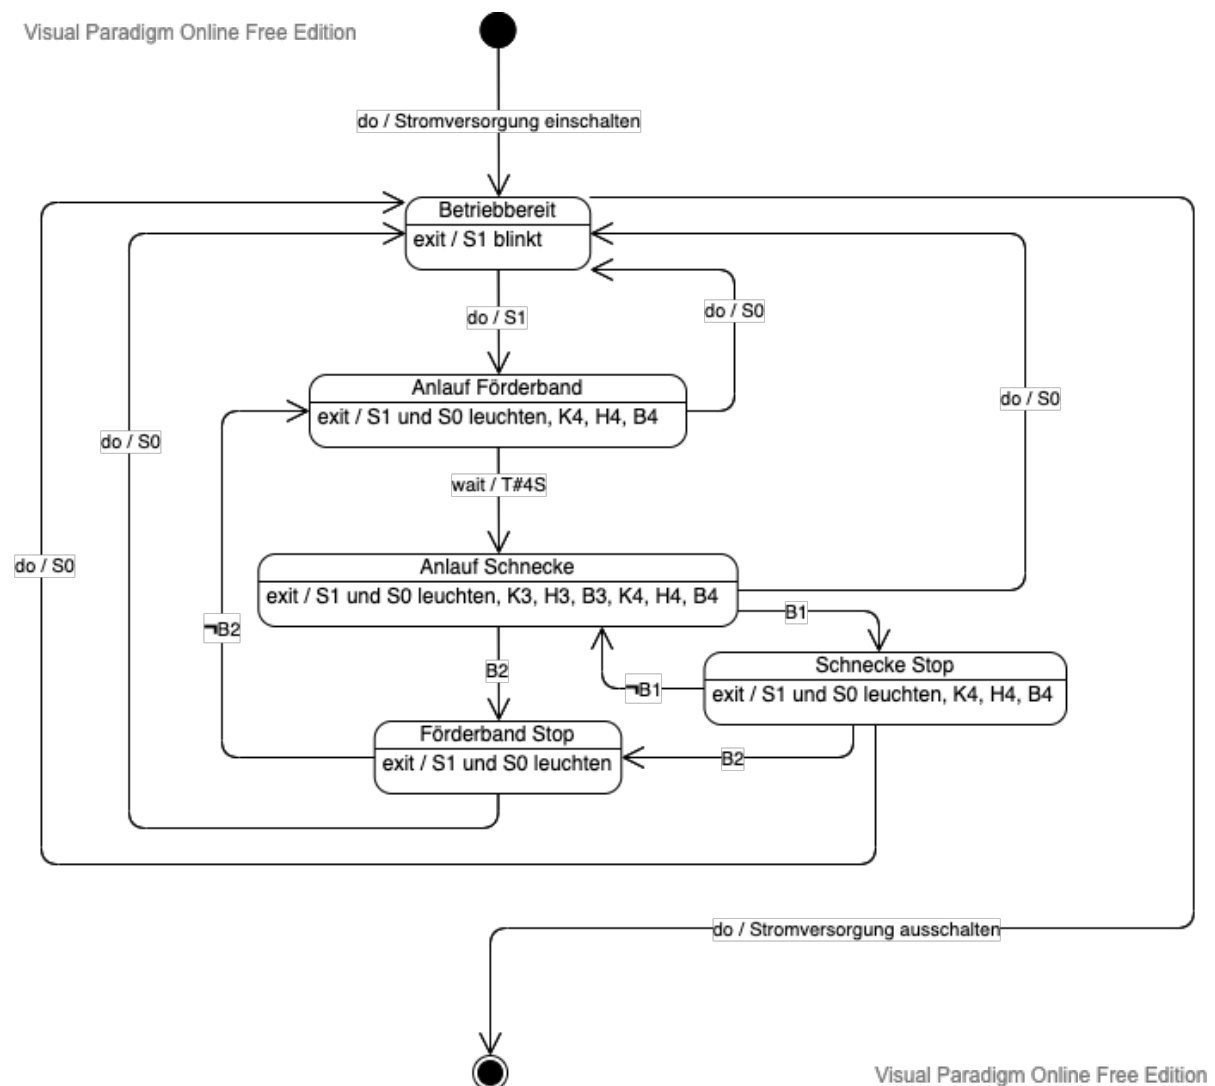 Visual Paradigm Online Free Edition
do / Stromversorgung einschalten
Betriebbereit
exit / S1 blinkt
do / S1
do / S0
Anlauf Förderband
exit / S1 und S0 leuchten, K4, H4, B4
do / S0
do / S0
wait / T#4S
do / S0
Anlauf Schnecke
exit / S1 und S0 leuchten, K3, H3, B3, K4, H4, B4
B1
¬B2
B2
Schnecke Stop
¬B1
exit / S1 und S0 leuchten, K4, H4, B4
Förderband Stop
exit / S1 und S0 leuchten
B2
do / Stromversorgung ausschalten
Visual Paradigm Online Free Edition